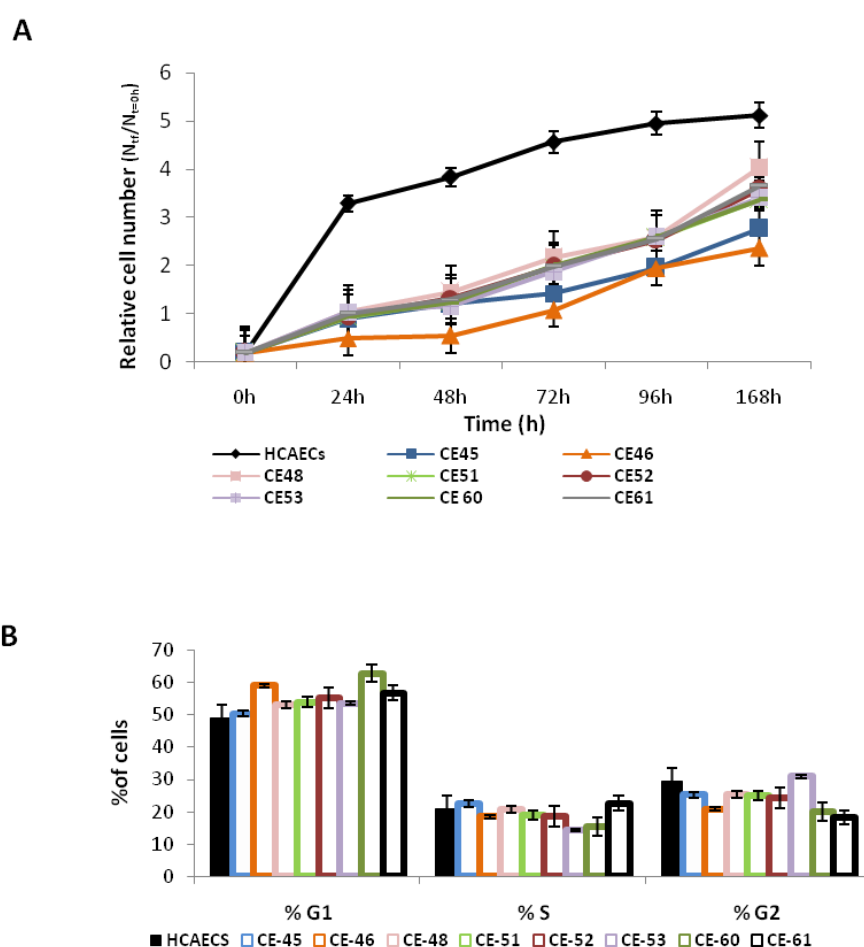 A
Relative cell number (Ntf/Nt=0h)
6
5
4
3
2
1
0
0h 24h 48h 72h 96h 168h
Time (h)
HCAECs CE45 CE46
CE48 CE51 CE52
CE53 CE 60 CE61
B
%of cells
70
60
50
40
30
20
10
0
% G1 % S % G2
HCAECS CE-45 CE-46 CE-48 CE-51 CE-52 CE-53 CE-60 CE-61